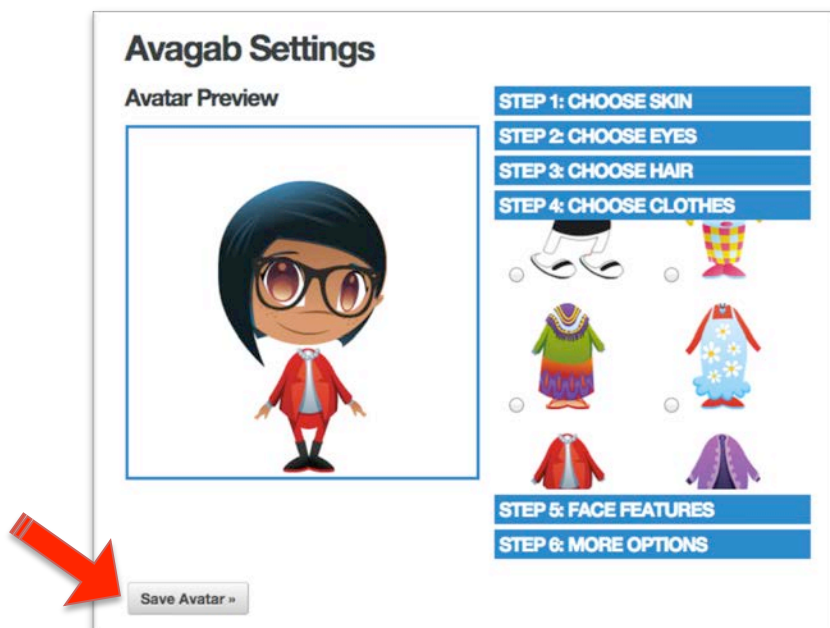 Avagab Settings
Avatar Preview
STEP 1: CHOOSE SKIN
STEP 2: CHOOSE EYES
STEP 3: CHOOSE HAIR
STEP 4: CHOOSE CLOTHES
STEP 5: FACE FEATURES
STEP 6: MORE OPTIONS
Save Avatar »